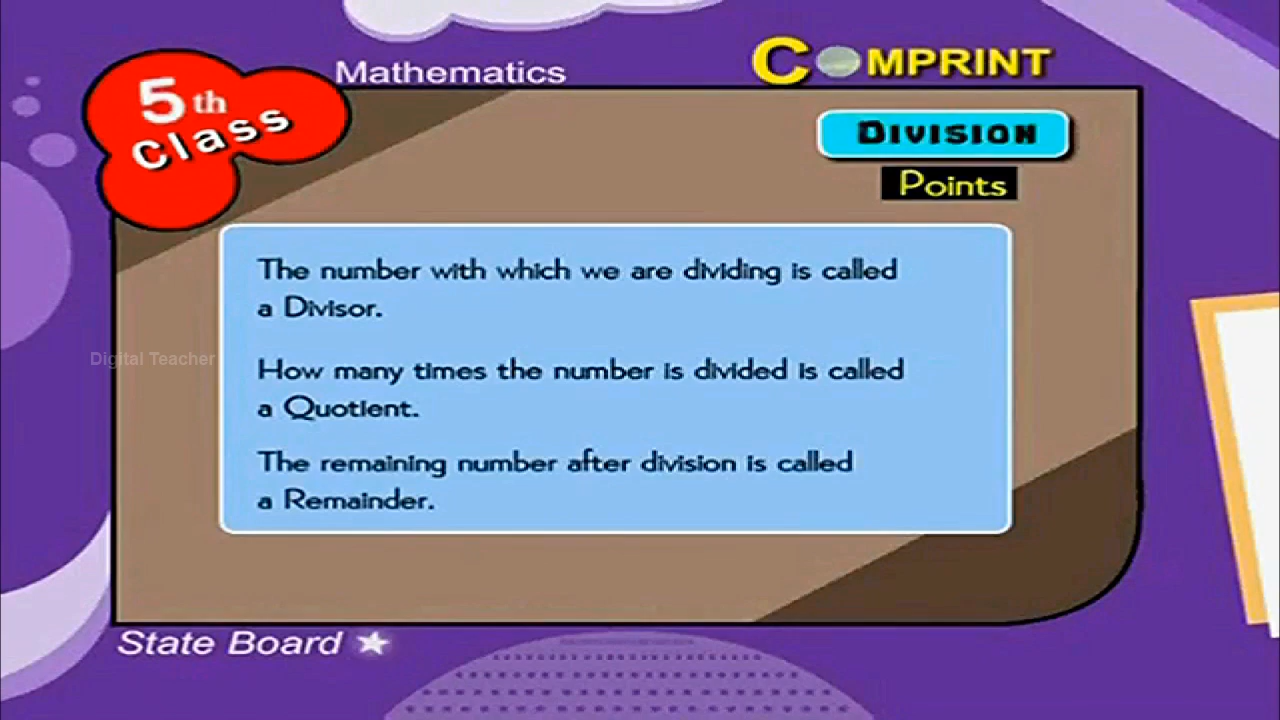 Mathematics
COMPRINT
5th
Class
DIVISION
Points
The number with which we are dividing is called
a Divisor.
Digital Teacher
How many times the number is divided is called
a Quotient.
The remaining number after division is called
a Remainder.
State Board